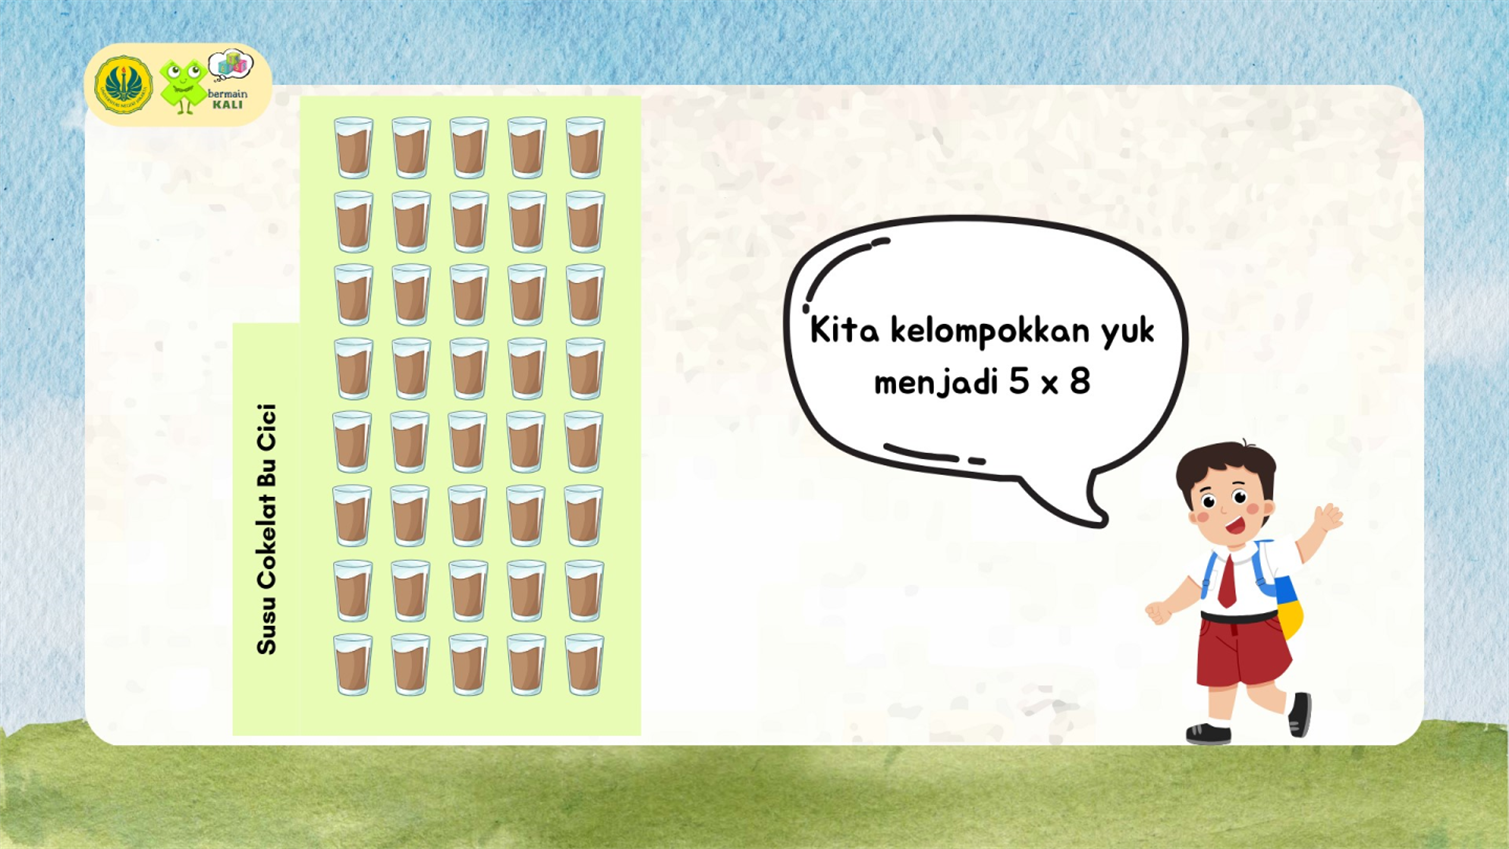 bermain
KALI
Susu Cokelat Bu Cici
Kita kelompokkan yuk
menjadi 5 x 8